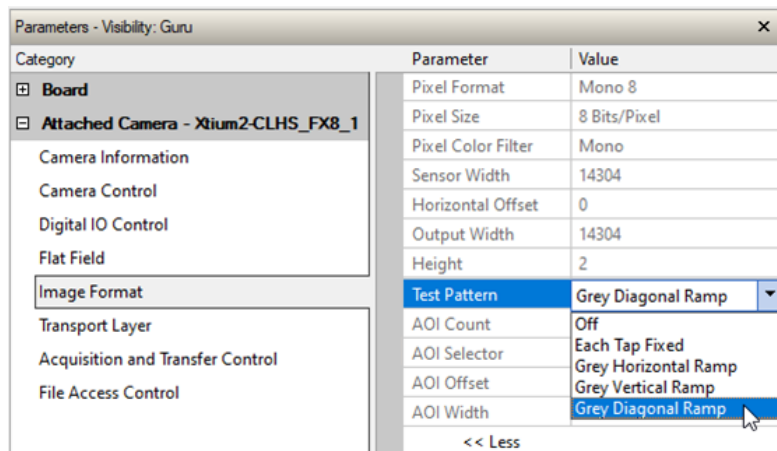 Parameters - Visibility: Guru
Category
Board
Attached Camera - Xtium2-CLHS_FX8_1
Camera Information
Camera Control
Digital IO Control
Flat Field
Image Format
Transport Layer
Acquisition and Transfer Control
File Access Control
Parameter Value
Pixel Format Mono 8
Pixel Size 8 Bits/Pixel
Pixel Color Filter Mono
Sensor Width 14304
Horizontal Offset 0
Output Width 14304
Height 2
Test Pattern Grey Diagonal Ramp
AOI Count
AOI Selector
AOI Offset
AOI Width
Off
Each Tap Fixed
Grey Horizontal Ramp
Grey Vertical Ramp
Grey Diagonal Ramp
<< Less